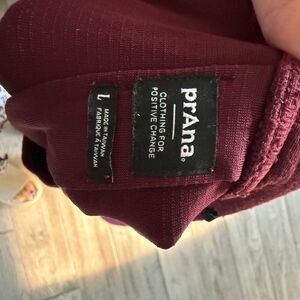 prAna
CLOTHING FOR
POSITIVE CHANGE
L
MADE IN TAIWAN
FABRIQUÉ À TAIWAN